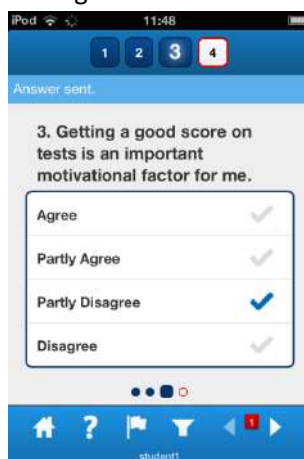 iPod 11:48
1 2 3 4
Answer sent.
3. Getting a good score on
tests is an important
motivational factor for me.
Agree
Partly Agree
Partly Disagree
Disagree
? 1
student1